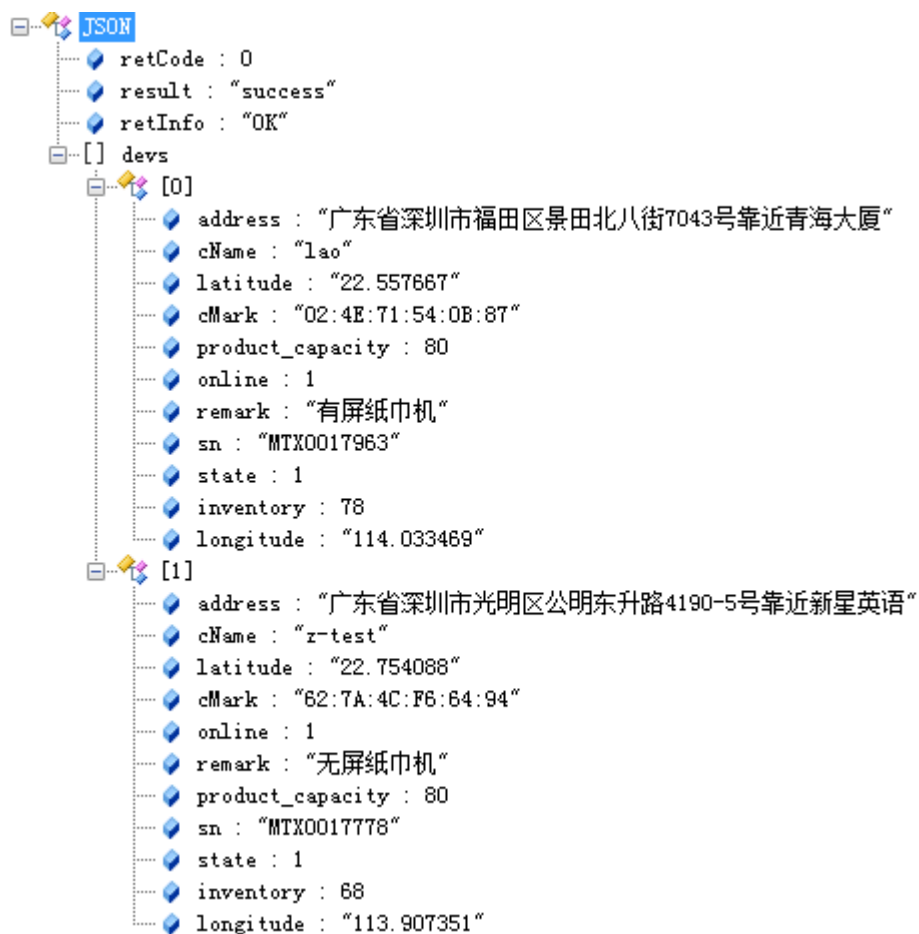 JSON
retCode : 0
result : "success"
retInfo : "OK"
[] devs
[0]
address : "广东省深圳市福田区景田北八街7043号靠近青海大厦"
cName : "lao"
latitude : "22.557667"
cMark : "02:4E:71:54:0B:87"
product_capacity : 80
online : 1
remark : "有屏纸巾机"
sn : "MTX0017963"
state : 1
inventory : 78
longitude : "114.033469"
[1]
address : "广东省深圳市光明区公明东升路4190-5号靠近新星英语"
cName : "z-test"
latitude : "22.754088"
cMark : "62:7A:4C:F6:64:94"
online : 1
remark : "无屏纸巾机"
product_capacity : 80
sn : "MTX0017778"
state : 1
inventory : 68
longitude : "113.907351"